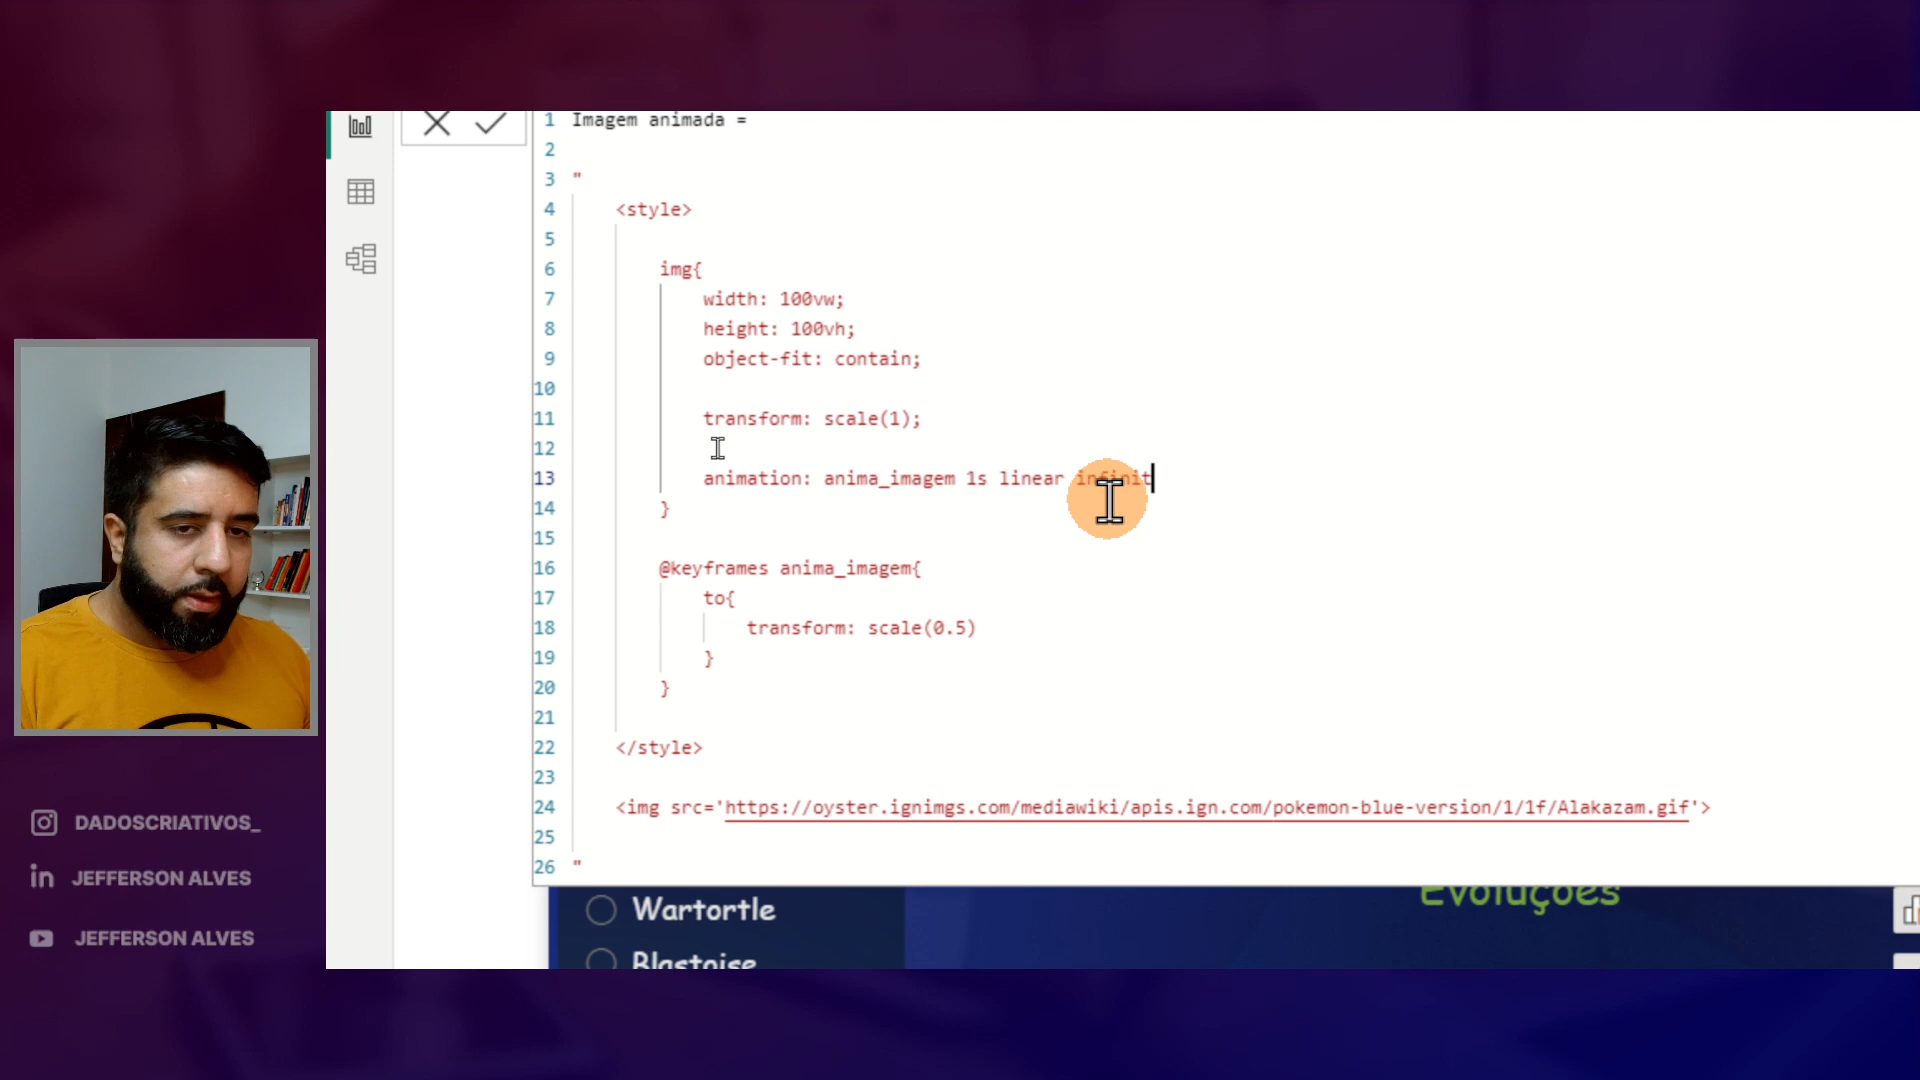 1 Imagem animada =
2
3 "
4 <style>
5
6 img{
7 width: 100vw;
8 height: 100vh;
9 object-fit: contain;
10
11 transform: scale(1);
12
13 animation: anima_imagem 1s linear infinit
14 }
15
16 @keyframes anima_imagem{
17 to{
18 transform: scale(0.5)
19 }
20 }
21
22 </style>
23
24 <img src='https://oyster.ignimgs.com/mediawiki/apis.ign.com/pokemon-blue-version/1/1f/Alakazam.gif'>
25
26 "
Wartortle
Blastoise
Evoluções
DADOSCRIATIVOS_
in JEFFERSON ALVES
JEFFERSON ALVES